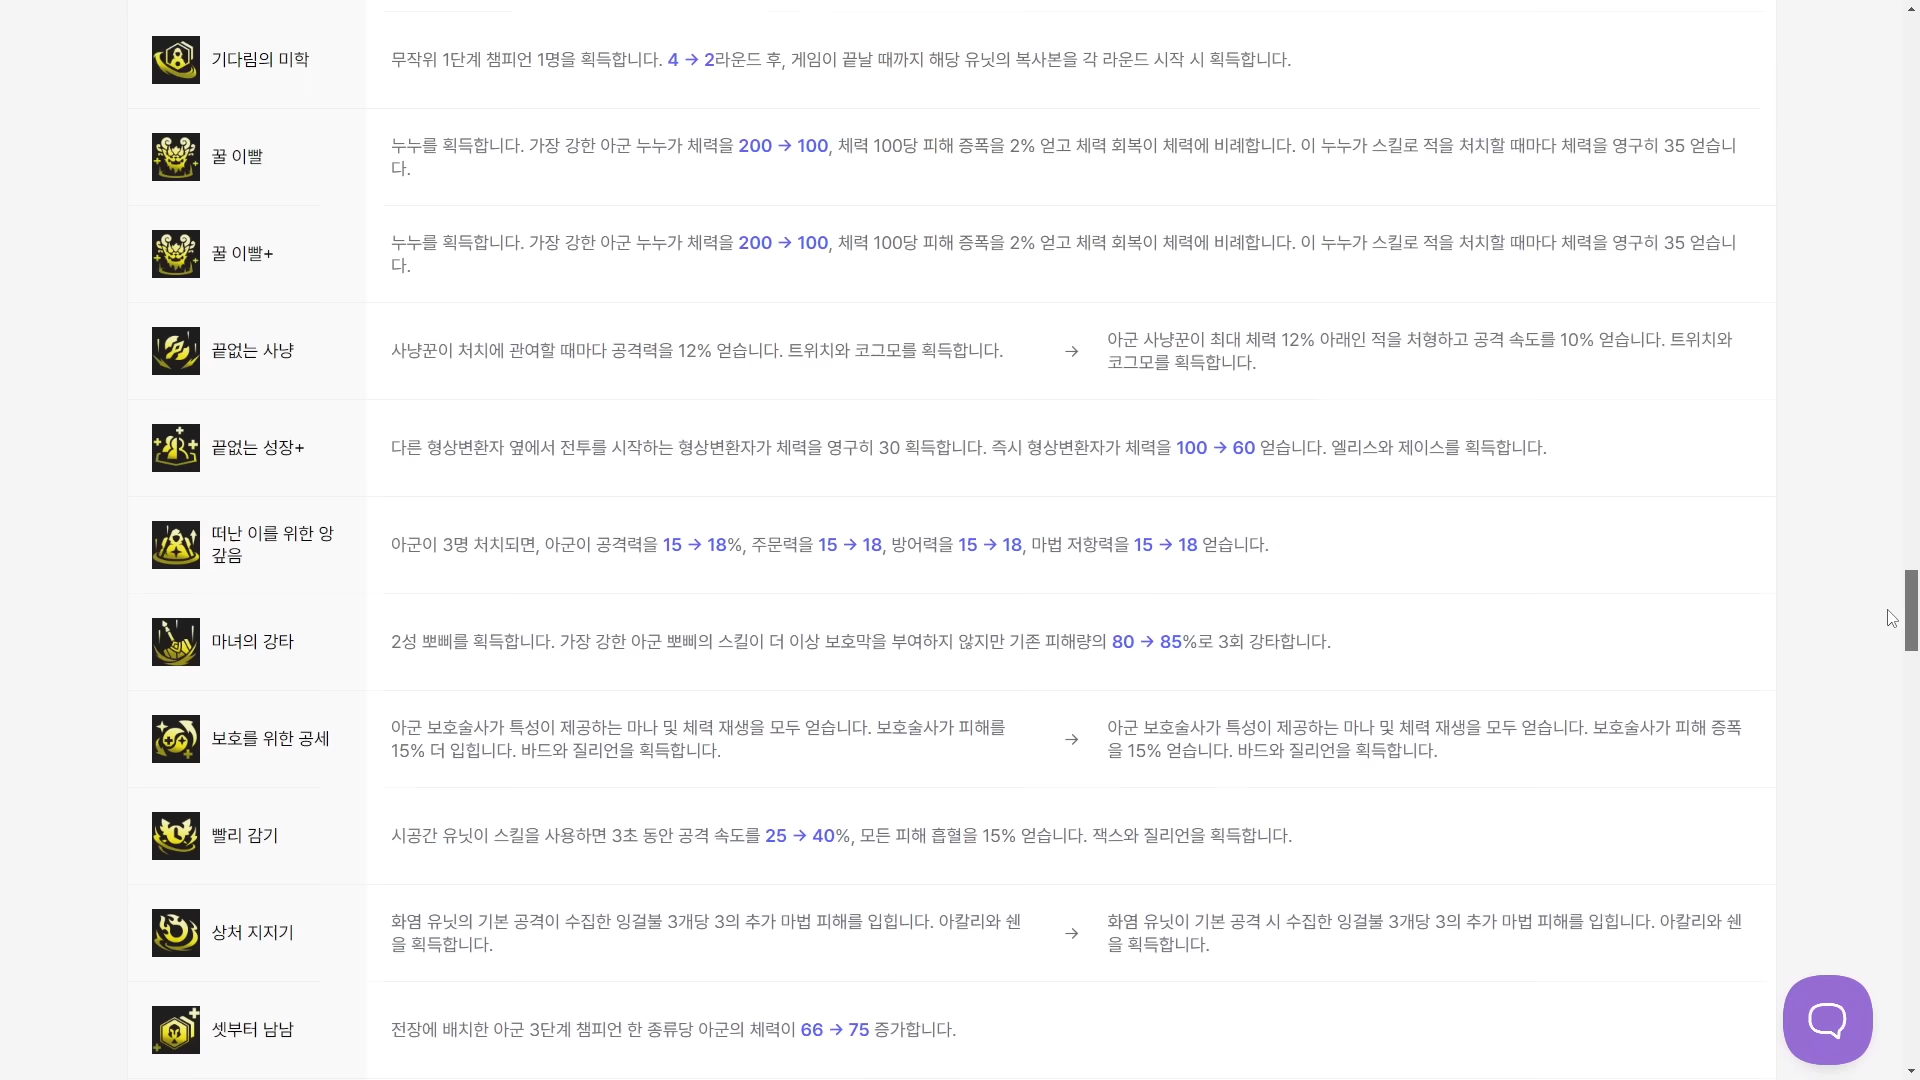 기다림의 미학
무작위 1단계 챔피언 1명을 획득합니다. 4 → 2라운드 후, 게임이 끝날 때까지 해당 유닛의 복사본을 각 라운드 시작 시 획득합니다.
꿀 이빨
누누를 획득합니다. 가장 강한 아군 누누가 체력을 200 → 100, 체력 100당 피해 증폭을 2% 얻고 체력 회복이 체력에 비례합니다. 이 누누가 스킬로 적을 처치할 때마다 체력을 영구히 35 얻습니
다.
꿀 이빨+
누누를 획득합니다. 가장 강한 아군 누누가 체력을 200 → 100, 체력 100당 피해 증폭을 2% 얻고 체력 회복이 체력에 비례합니다. 이 누누가 스킬로 적을 처치할 때마다 체력을 영구히 35 얻습니
다.
끝없는 사냥
사냥꾼이 처치에 관여할 때마다 공격력을 12% 얻습니다. 트위치와 코그모를 획득합니다.
→
아군 사냥꾼이 최대 체력 12% 아래인 적을 처형하고 공격 속도를 10% 얻습니다. 트위치와
코그모를 획득합니다.
끝없는 성장+
다른 형상변환자 옆에서 전투를 시작하는 형상변환자가 체력을 영구히 30 획득합니다. 즉시 형상변환자가 체력을 100 → 60 얻습니다. 엘리스와 제이스를 획득합니다.
떠난 이를 위한 앙
갚음
아군이 3명 처치되면, 아군이 공격력을 15 → 18%, 주문력을 15 → 18, 방어력을 15 → 18, 마법 저항력을 15 → 18 얻습니다.
마녀의 강타
2성 뽀삐를 획득합니다. 가장 강한 아군 뽀삐의 스킬이 더 이상 보호막을 부여하지 않지만 기존 피해량의 80 → 85%로 3회 강타합니다.
보호를 위한 공세
아군 보호술사가 특성이 제공하는 마나 및 체력 재생을 모두 얻습니다. 보호술사가 피해를
15% 더 입힙니다. 바드와 질리언을 획득합니다.
→
아군 보호술사가 특성이 제공하는 마나 및 체력 재생을 모두 얻습니다. 보호술사가 피해 증폭
을 15% 얻습니다. 바드와 질리언을 획득합니다.
빨리 감기
시공간 유닛이 스킬을 사용하면 3초 동안 공격 속도를 25 → 40%, 모든 피해 흡혈을 15% 얻습니다. 잭스와 질리언을 획득합니다.
상처 지지기
화염 유닛의 기본 공격이 수집한 잉걸불 3개당 3의 추가 마법 피해를 입힙니다. 아칼리와 쉔
을 획득합니다.
→
화염 유닛이 기본 공격 시 수집한 잉걸불 3개당 3의 추가 마법 피해를 입힙니다. 아칼리와 쉔
을 획득합니다.
셋부터 남남
전장에 배치한 아군 3단계 챔피언 한 종류당 아군의 체력이 66 → 75 증가합니다.